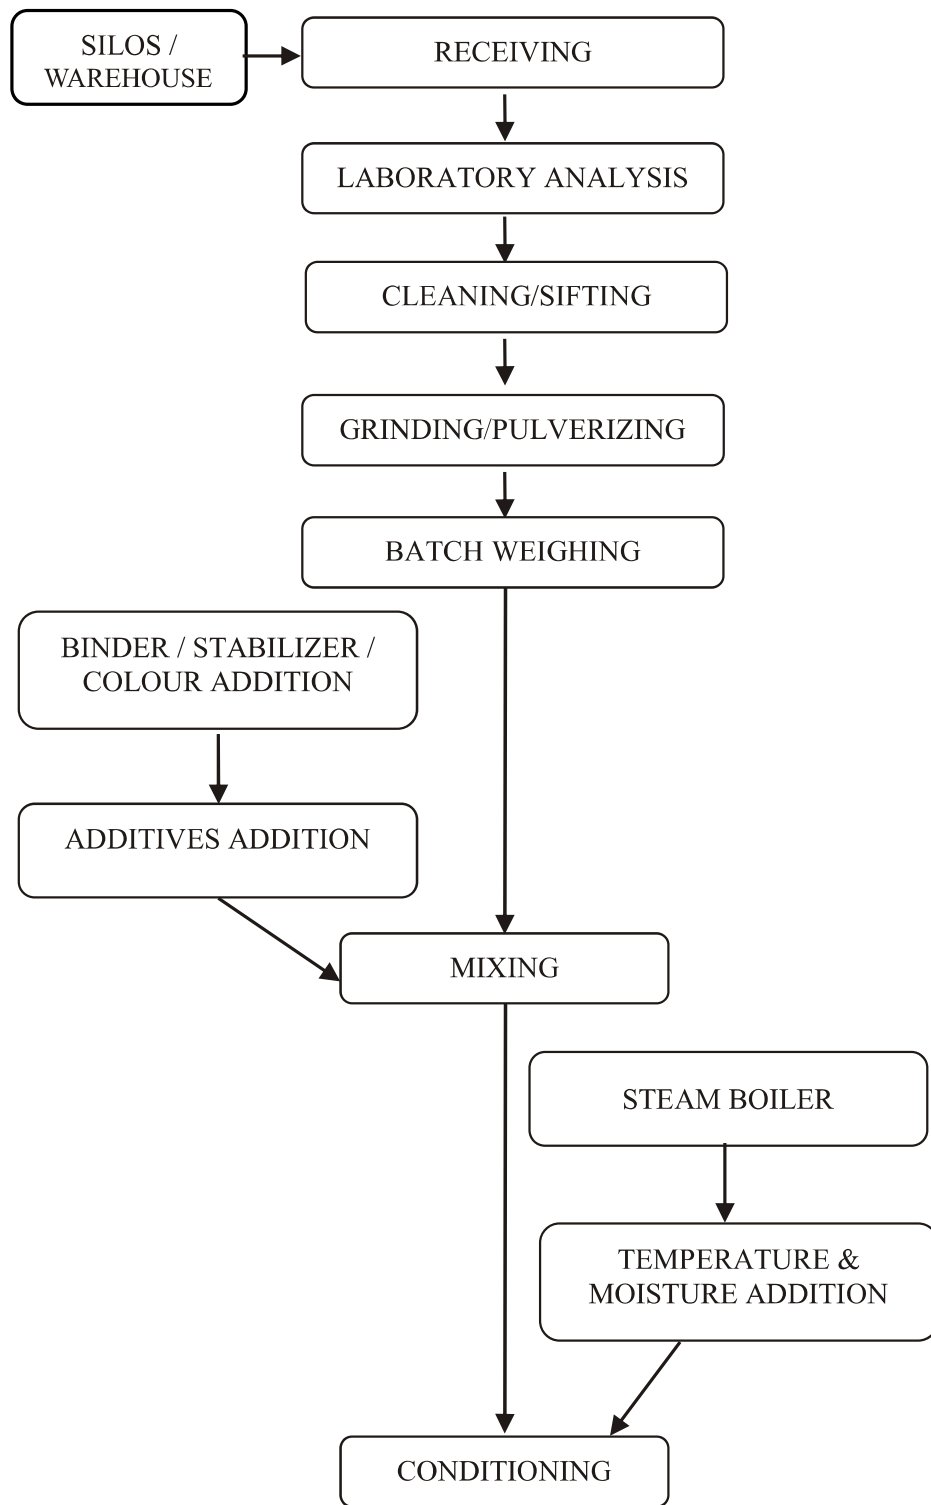 SILOS /
WAREHOUSE
RECEIVING
LABORATORY ANALYSIS
CLEANING/SIFTING
GRINDING/PULVERIZING
BATCH WEIGHING
BINDER / STABILIZER /
COLOUR ADDITION
ADDITIVES ADDITION
MIXING
STEAM BOILER
TEMPERATURE &
MOISTURE ADDITION
CONDITIONING